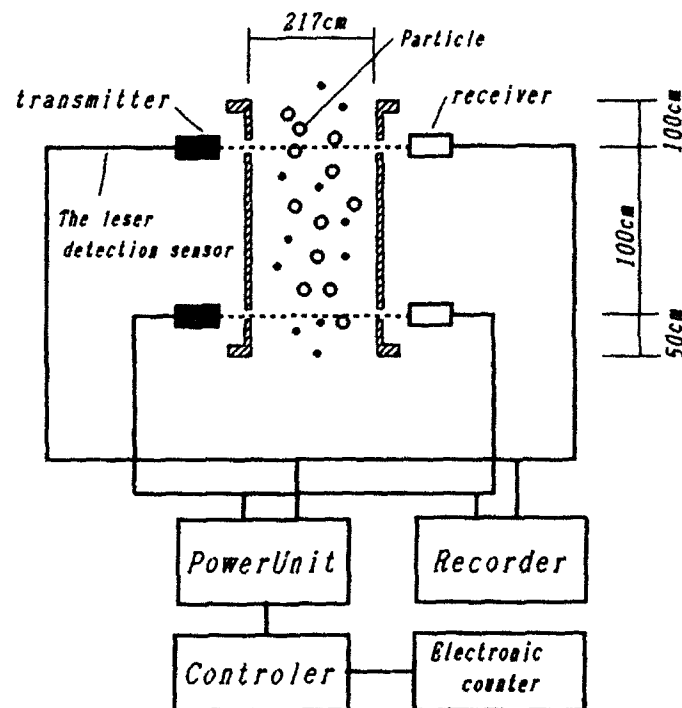 217cm
Particle
transmitter
receiver
100cm
The leser
detection sensor
100cm
50cm
PowerUnit
Recorder
Controler
Electronic
counter